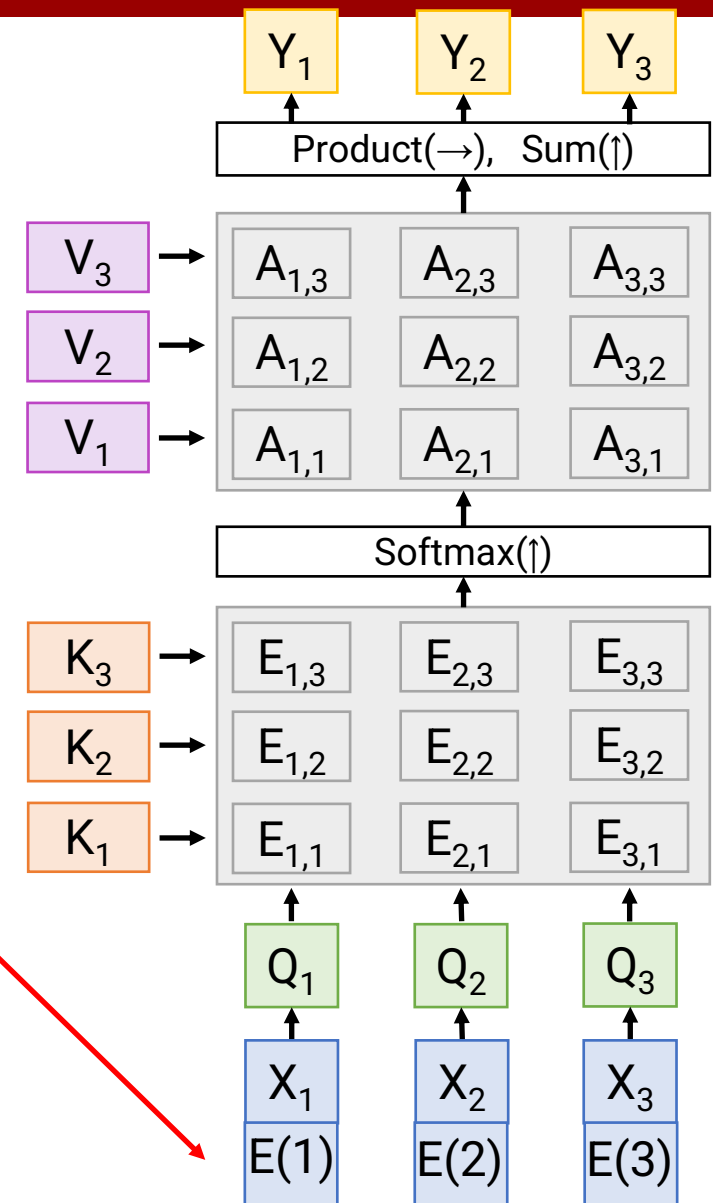 Y₁ Y₂ Y₃
Product(→), Sum(↑)
V₃ A₁,₃ A₂,₃ A₃,₃
V₂ A₁,₂ A₂,₂ A₃,₂
V₁ A₁,₁ A₂,₁ A₃,₁
Softmax(↑)
K₃ E₁,₃ E₂,₃ E₃,₃
K₂ E₁,₂ E₂,₂ E₃,₂
K₁ E₁,₁ E₂,₁ E₃,₁
Q₁ Q₂ Q₃
X₁ X₂ X₃
E(1) E(2) E(3)